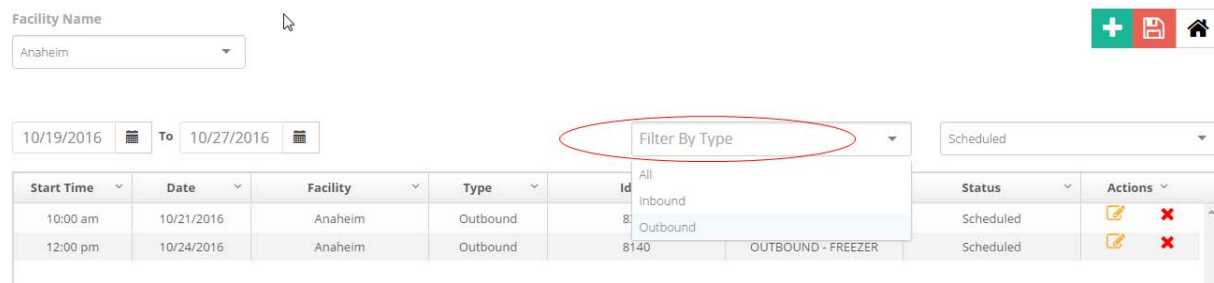 Facility Name
Anaheim
10/19/2016 To 10/27/2016 Filter By Type Scheduled
All
Inbound
Outbound
Start Time Date Facility Type Status Actions
10:00 am 10/21/2016 Anaheim Outbound Scheduled
12:00 pm 10/24/2016 Anaheim Outbound 8140 OUTBOUND - FREEZER Scheduled